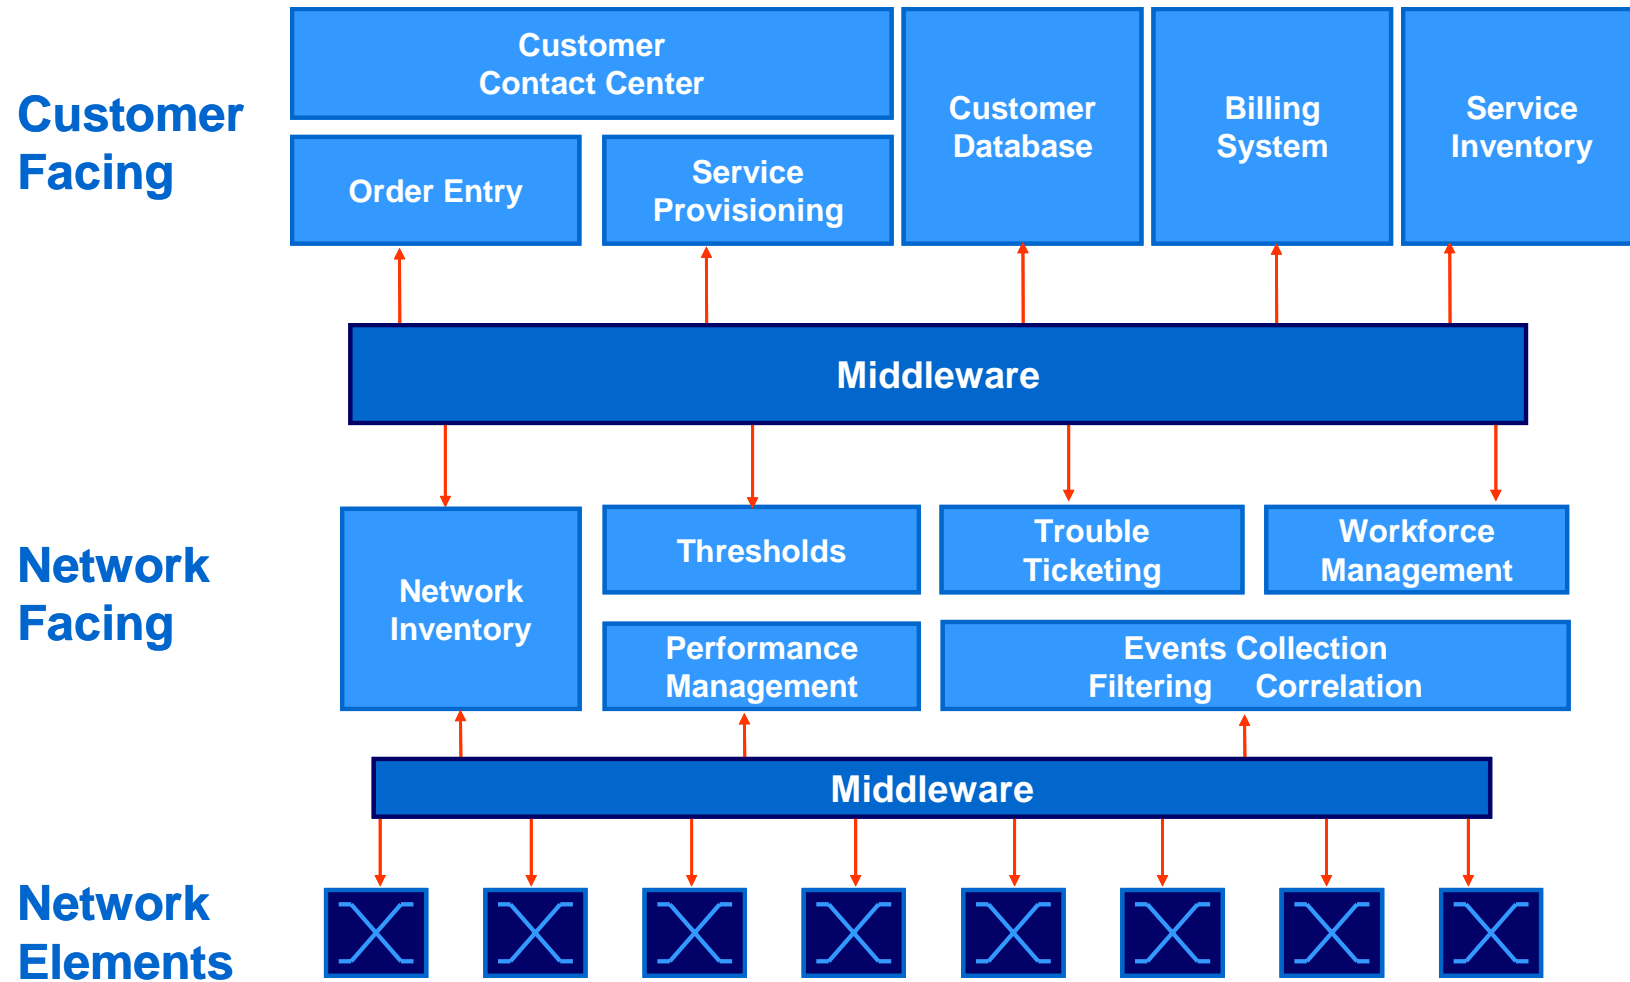 Customer
Facing
Customer
Contact Center
Order Entry
Service
Provisioning
Customer
Database
Billing
System
Service
Inventory
Middleware
Network
Facing
Network
Inventory
Thresholds
Trouble
Ticketing
Workforce
Management
Performance
Management
Events Collection
Filtering Correlation
Middleware
Network
Elements